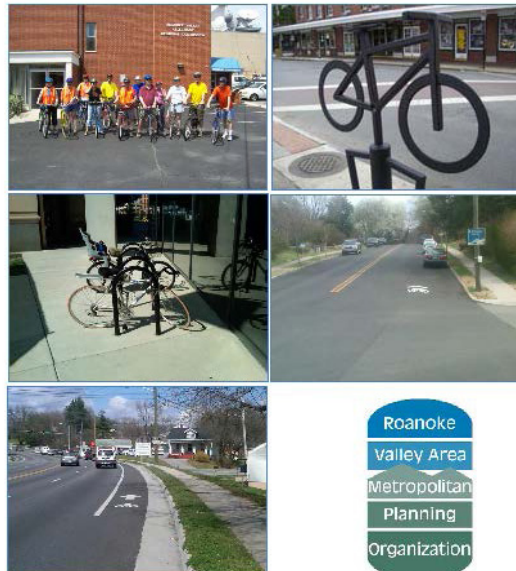 Roanoke
Valley Area
Metropolitan
Planning
Organization